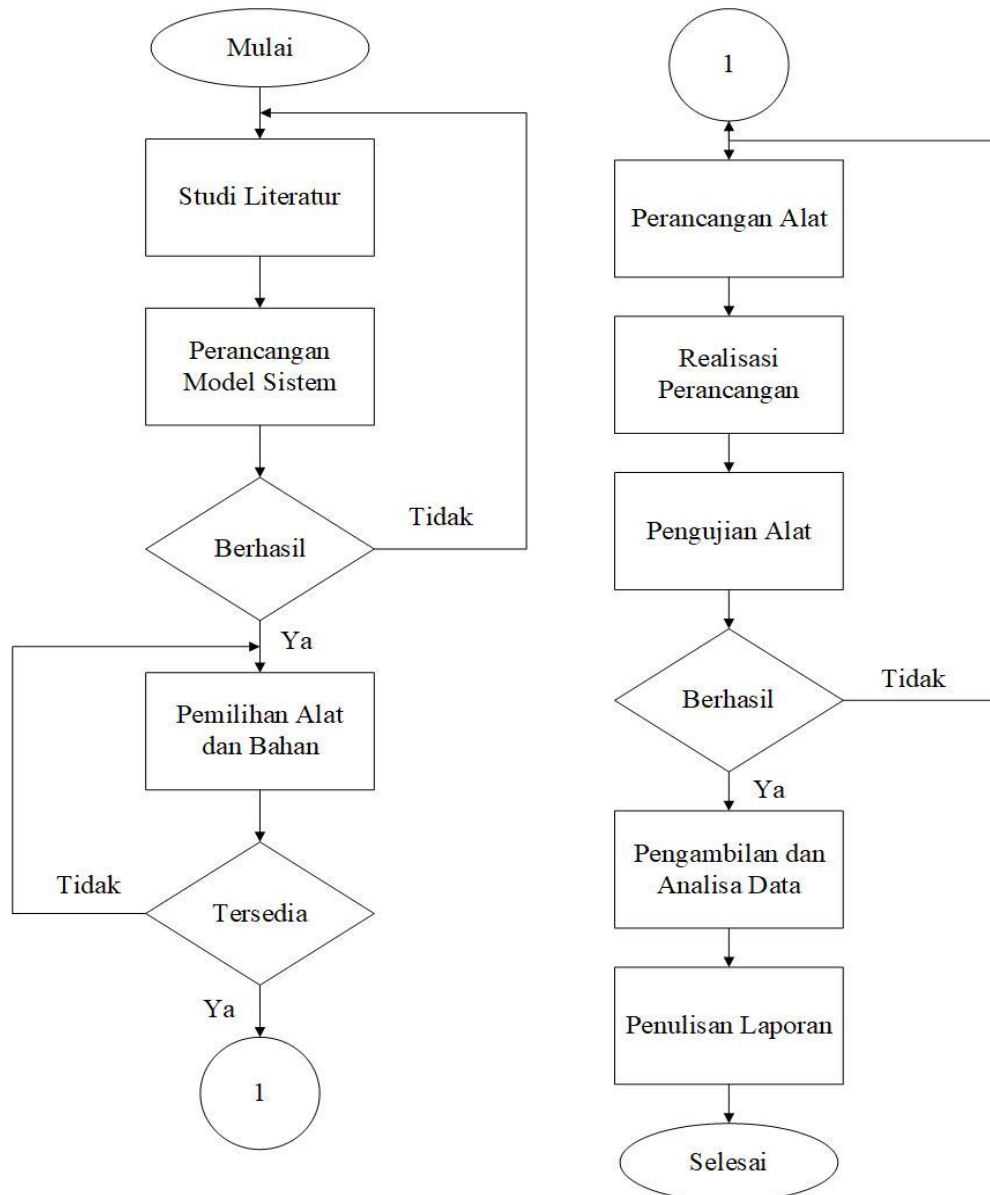 Mulai
Studi Literatur
Perancangan
Model Sistem
Berhasil
Tidak
Ya
Pemilihan Alat
dan Bahan
Tidak
Tersedia
Ya
1
1
Perancangan Alat
Realisasi
Perancangan
Pengujian Alat
Berhasil
Tidak
Ya
Pengambilan dan
Analisa Data
Penulisan Laporan
Selesai